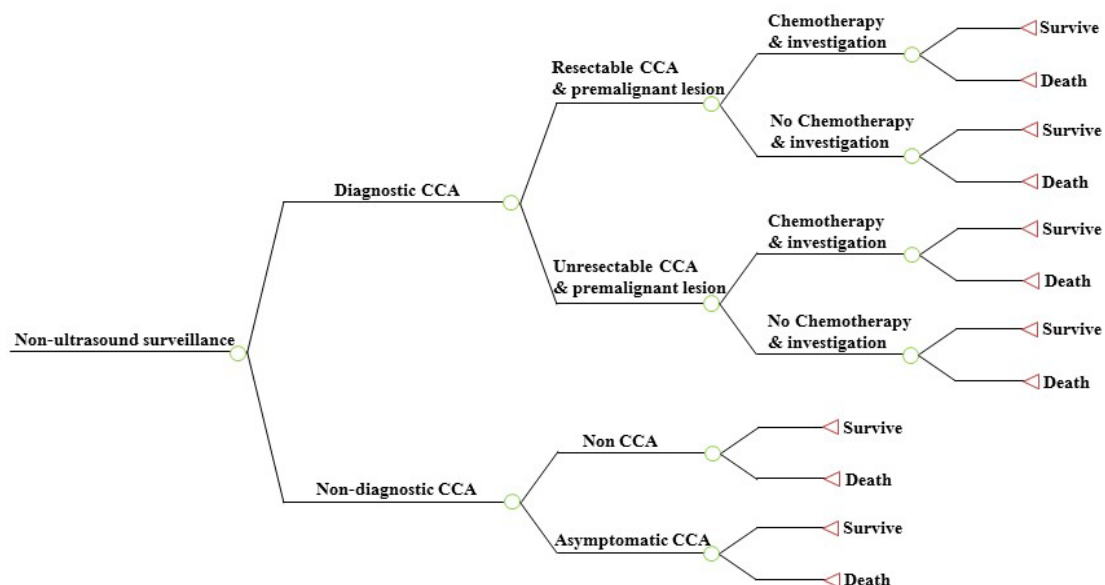 Chemotherapy
& investigation
Survive
Death
Resectable CCA
& premalignant lesion
No Chemotherapy
& investigation
Survive
Death
Diagnostic CCA
Chemotherapy
& investigation
Survive
Death
Unresectable CCA
& premalignant lesion
No Chemotherapy
& investigation
Survive
Death
Non-ultrasound surveillance
Non CCA
Survive
Death
Non-diagnostic CCA
Asymptomatic CCA
Survive
Death